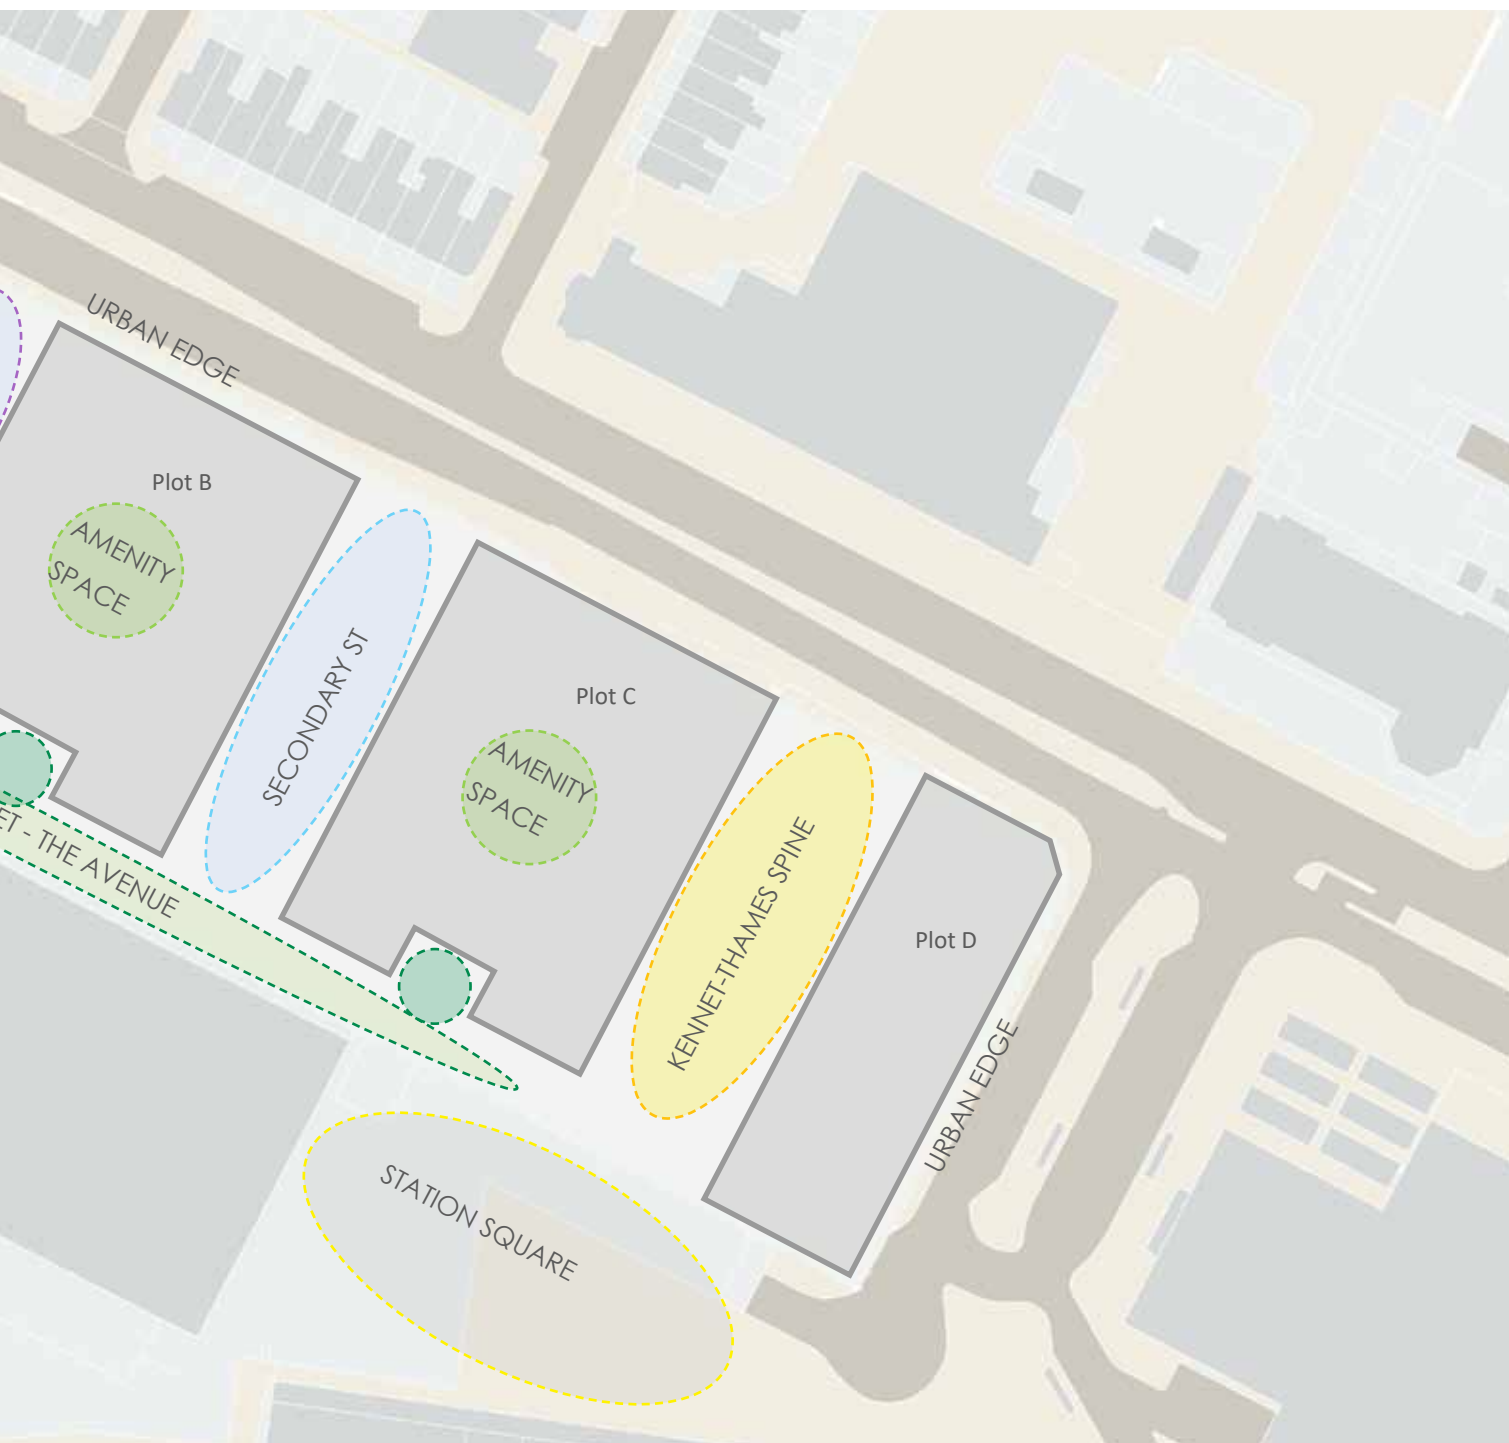 URBAN EDGE
Plot B
AMENITY
SPACE
SECONDARY ST
Plot C
AMENITY
SPACE
ET - THE AVENUE
KENNET-THAMES SPINE
Plot D
URBAN EDGE
STATION SQUARE